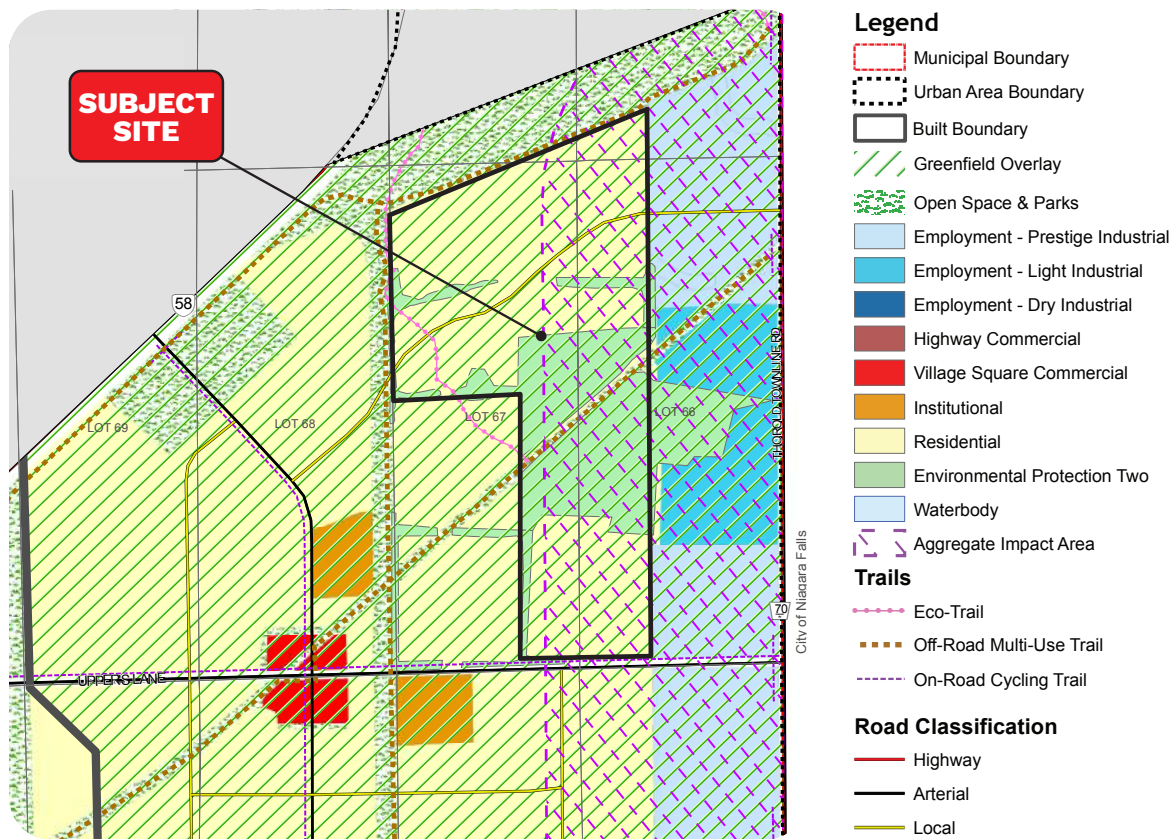 SUBJECT
SITE
58
LOT 69
LOT 68
LOT 67
LOT 66
THOROLD TOWNLINE RD
City of Niagara Falls
70
UPPERS LANE
Legend
Municipal Boundary
Urban Area Boundary
Built Boundary
Greenfield Overlay
Open Space & Parks
Employment - Prestige Industrial
Employment - Light Industrial
Employment - Dry Industrial
Highway Commercial
Village Square Commercial
Institutional
Residential
Environmental Protection Two
Waterbody
Aggregate Impact Area
Trails
Eco-Trail
Off-Road Multi-Use Trail
On-Road Cycling Trail
Road Classification
Highway
Arterial
Local